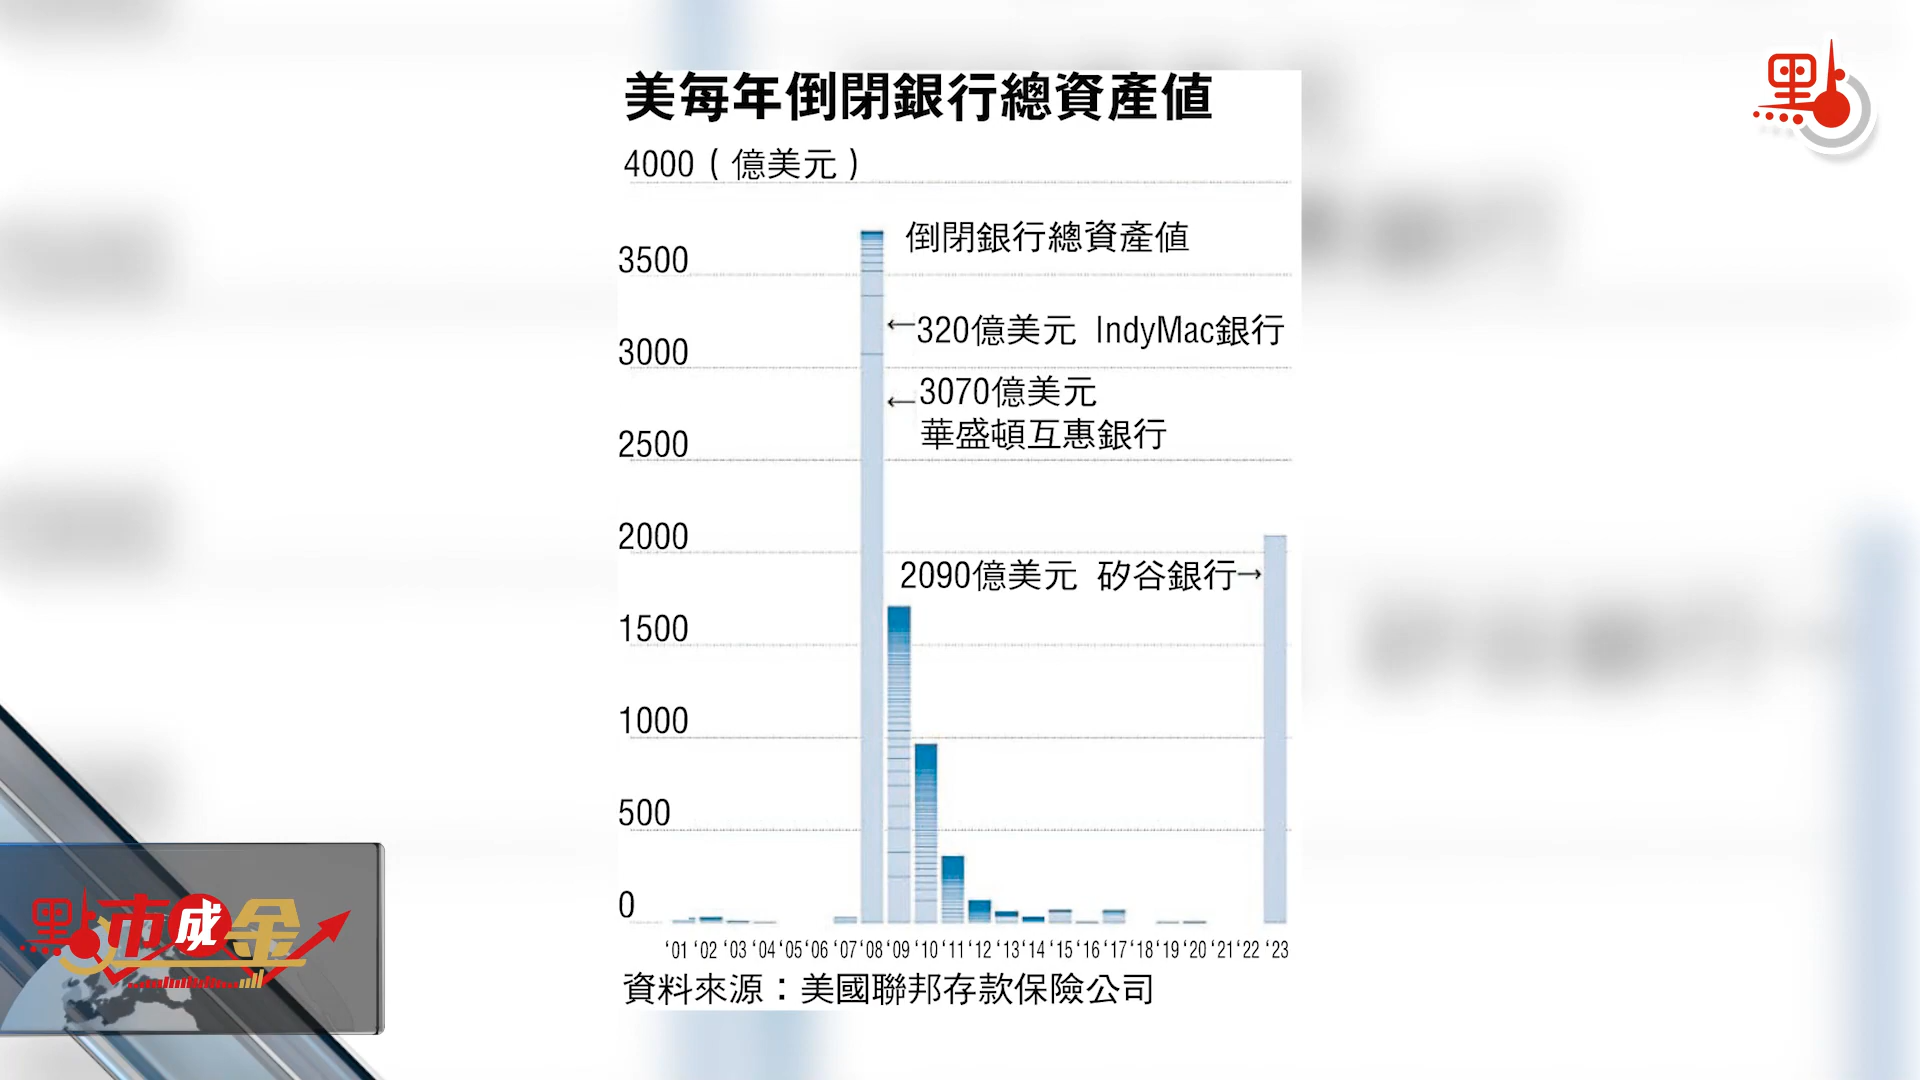 美每年倒閉銀行總資產值
點
4000（億美元）
倒閉銀行總資產值
3500
←320億美元 IndyMac銀行
3000
←3070億美元
華盛頓互惠銀行
2500
2000
2090億美元 矽谷銀行→
1500
1000
500
0
‘01 ‘02 ‘03 ‘04 ‘05 ‘06 ‘07 ‘08 ‘09 ‘10 ‘11 ‘12 ‘13 ‘14 ‘15 ‘16 ‘17 ‘18 ‘19 ‘20 ‘21 ‘22 ‘23
資料來源：美國聯邦存款保險公司
點市成金